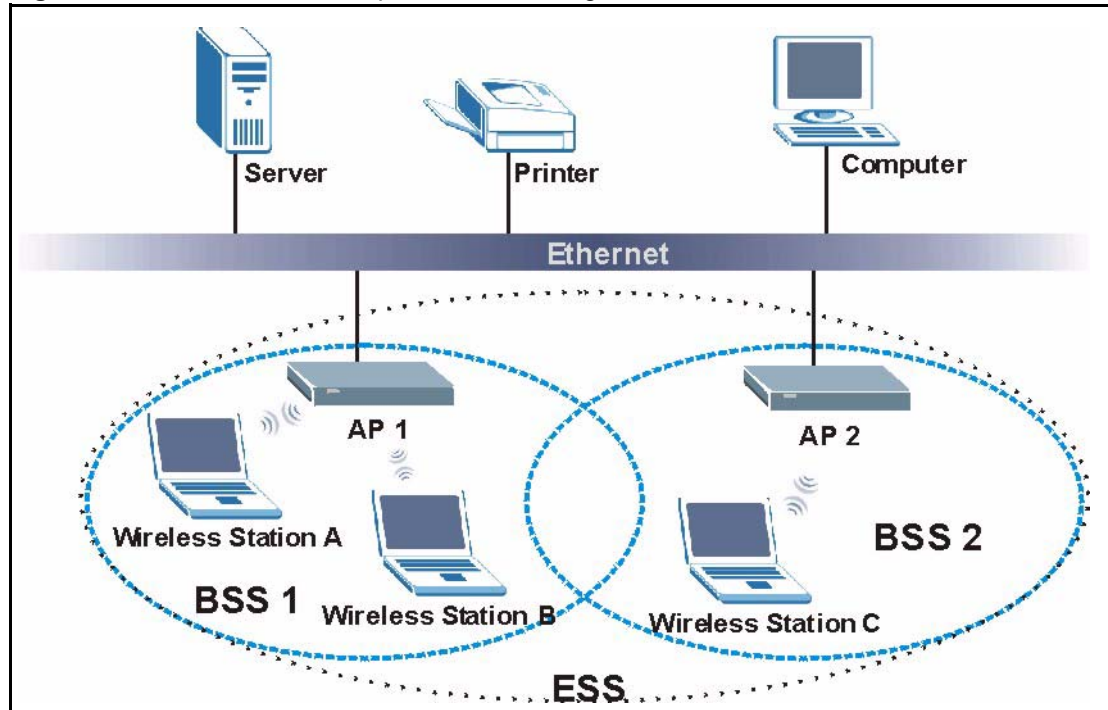 Server
Printer
Computer
Ethernet
AP 1
AP 2
Wireless Station A
BSS 2
BSS 1
Wireless Station B
Wireless Station C
ESS